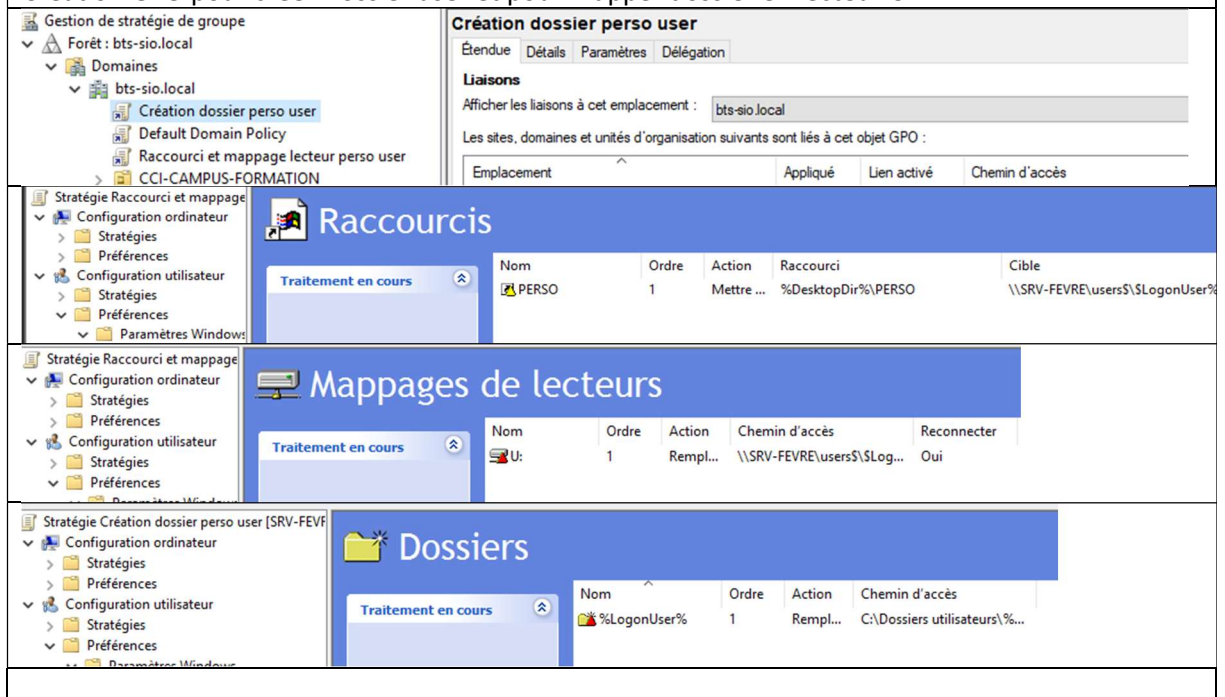 Gestion de stratégie de groupe
Forêt : bts-sio.local
Domaines
bts-sio.local
Création dossier perso user
Default Domain Policy
Raccourci et mappage lecteur perso user
CCI-CAMPUS-FORMATION
Création dossier perso user
Étendue Détails Paramètres Délégation
Liaisons
Afficher les liaisons à cet emplacement : bts-sio.local
Les sites, domaines et unités d'organisation suivants sont liés à cet objet GPO :
Emplacement Appliqué Lien activé Chemin d'accès
Stratégie Raccourci et mappage
Configuration ordinateur
Stratégies
Préférences
Configuration utilisateur
Stratégies
Préférences
Paramètres Windows
Raccourcis
Traitement en cours
Nom Ordre Action Raccourci Cible
PERSO 1 Mettre ... %DesktopDir%\PERSO \\SRV-FEVRE\users$\$LogonUser%
Stratégie Raccourci et mappage
Configuration ordinateur
Stratégies
Préférences
Configuration utilisateur
Stratégies
Préférences
Mappages de lecteurs
Traitement en cours
Nom Ordre Action Chemin d'accès Reconnecter
U: 1 Rempl... \\SRV-FEVRE\users$\$Log... Oui
Stratégie Création dossier perso user [SRV-FEVR
Configuration ordinateur
Stratégies
Préférences
Configuration utilisateur
Stratégies
Préférences
Dossiers
Traitement en cours
Nom Ordre Action Chemin d'accès
%LogonUser% 1 Rempl... C:\Dossiers utilisateurs\%...